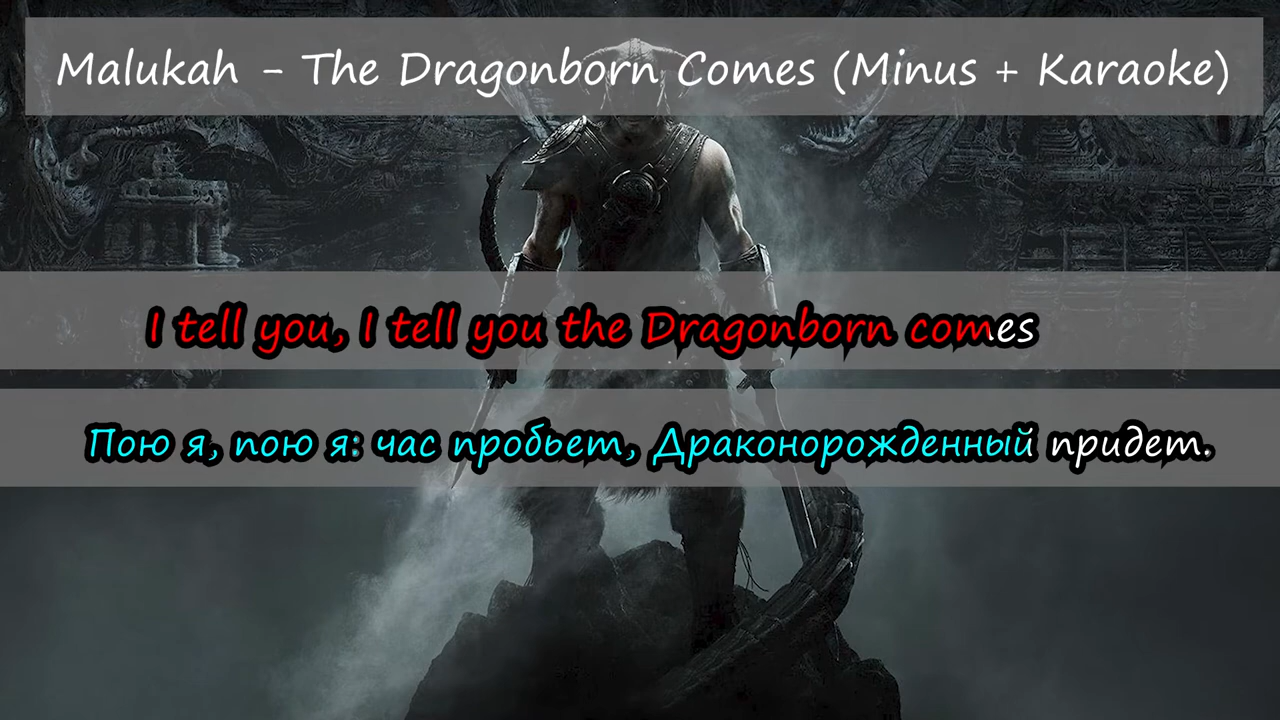 Malukah - The Dragonborn Comes (Minus + Karaoke)
I tell you, I tell you the Dragonborn comes
Пою я, пою я: час пробьет, Драконорожденный придет.